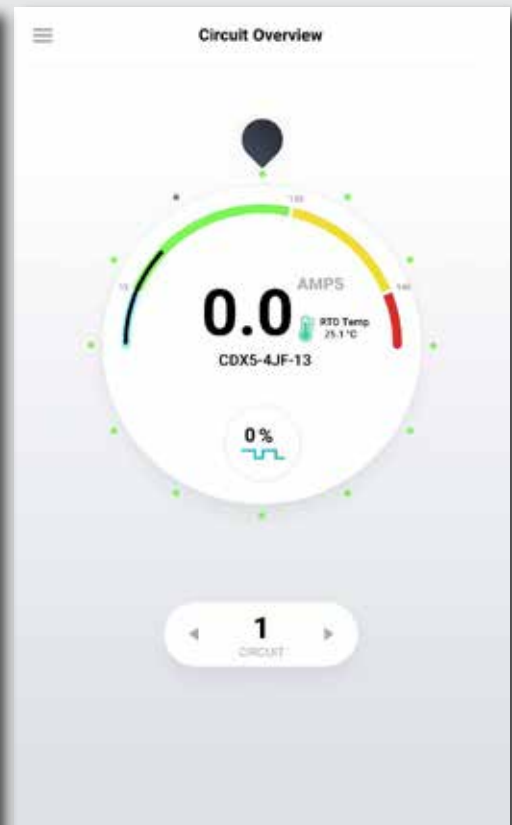 Circuit Overview
AMPS
0.0
RTD Temp
25.1 °C
CDX5-4JF-13
0 %
1
CIRCUIT